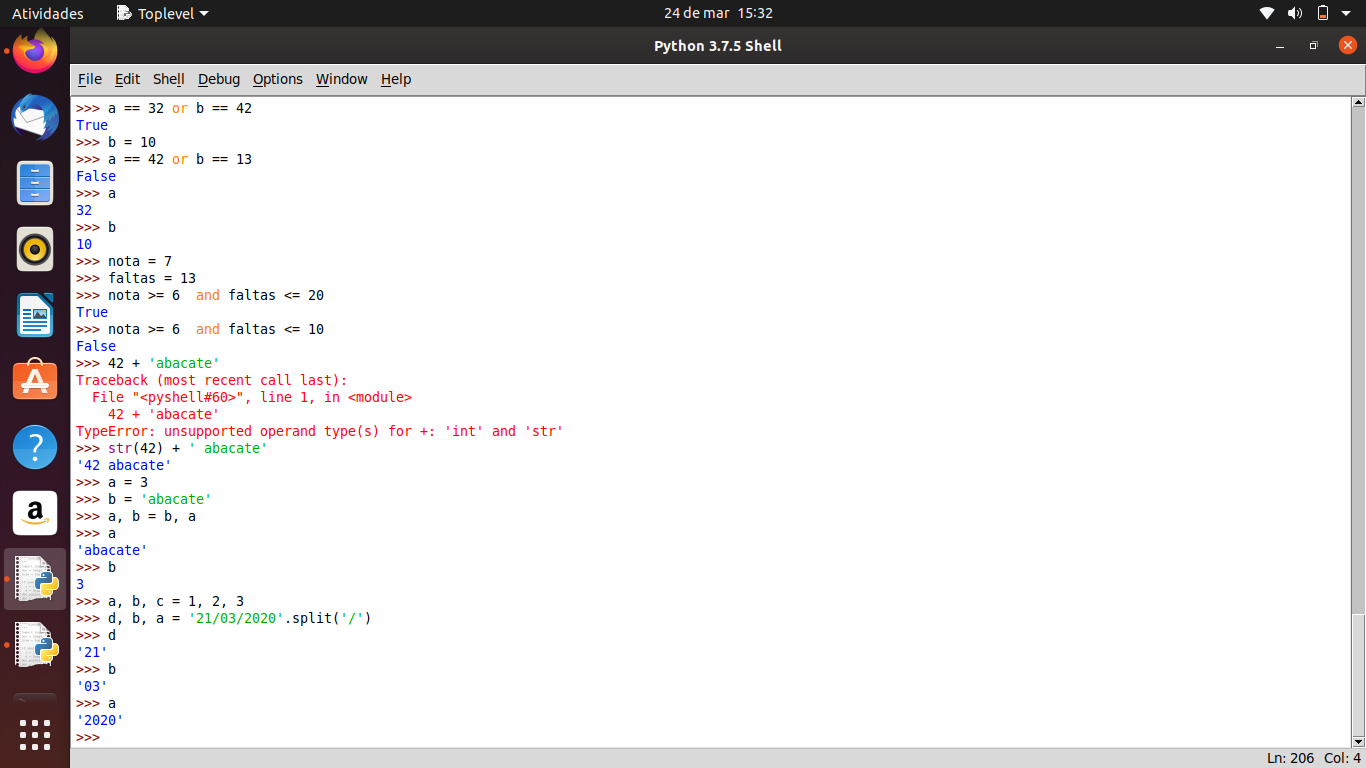 Atividades Toplevel 24 de mar 15:32
Python 3.7.5 Shell
File Edit Shell Debug Options Window Help
>>> a == 32 or b == 42
True
>>> b = 10
>>> a == 42 or b == 13
False
>>> a
32
>>> b
10
>>> nota = 7
>>> faltas = 13
>>> nota >= 6  and faltas <= 20
True
>>> nota >= 6  and faltas <= 10
False
>>> 42 + 'abacate'
Traceback (most recent call last):
  File "<pyshell#60>", line 1, in <module>
    42 + 'abacate'
TypeError: unsupported operand type(s) for +: 'int' and 'str'
>>> str(42) + ' abacate'
'42 abacate'
>>> a = 3
>>> b = 'abacate'
>>> a, b = b, a
>>> a
'abacate'
>>> b
3
>>> a, b, c = 1, 2, 3
>>> d, b, a = '21/03/2020'.split('/')
>>> d
'21'
>>> b
'03'
>>> a
'2020'
>>>
Ln: 206 Col: 4